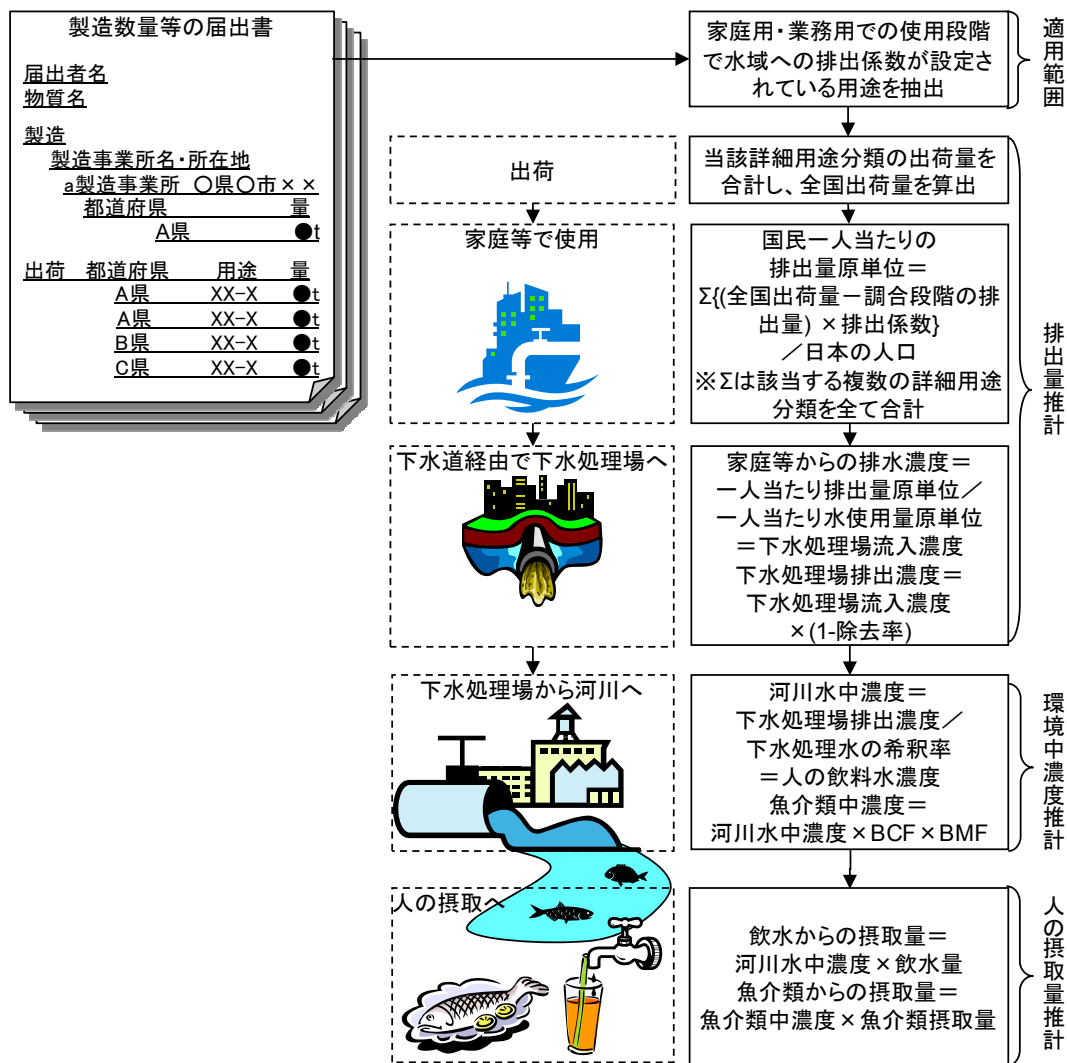 製造数量等の届出書
届出者名
物質名
製造
製造事業所名・所在地
a製造事業所 〇県〇市××
都道府県 量
A県 ●t
出荷 都道府県 用途 量
A県 XX-X ●t
A県 XX-X ●t
B県 XX-X ●t
C県 XX-X ●t
家庭用・業務用での使用段階
で水域への排出係数が設定さ
れている用途を抽出
適用範囲
出荷
当該詳細用途分類の出荷量を
合計し、全国出荷量を算出
家庭等で使用
国民一人当たりの
排出量原単位＝
Σ{(全国出荷量－調合段階の排
出量) ×排出係数}
／日本の人口
※Σは該当する複数の詳細用途
分類を全て合計
排出量推計
下水道経由で下水処理場へ
家庭等からの排水濃度＝
一人当たり排出量原単位／
一人当たり水使用量原単位
＝下水処理場流入濃度
下水処理場排出濃度＝
下水処理場流入濃度
×(1-除去率)
下水処理場から河川へ
河川水中濃度＝
下水処理場排出濃度／
下水処理水の希釈率
＝人の飲料水濃度
魚介類中濃度＝
河川水中濃度×BCF×BMF
環境中濃度推計
人の摂取へ
飲水からの摂取量＝
河川水中濃度×飲水量
魚介類からの摂取量＝
魚介類中濃度×魚介類摂取量
人の摂取量推計